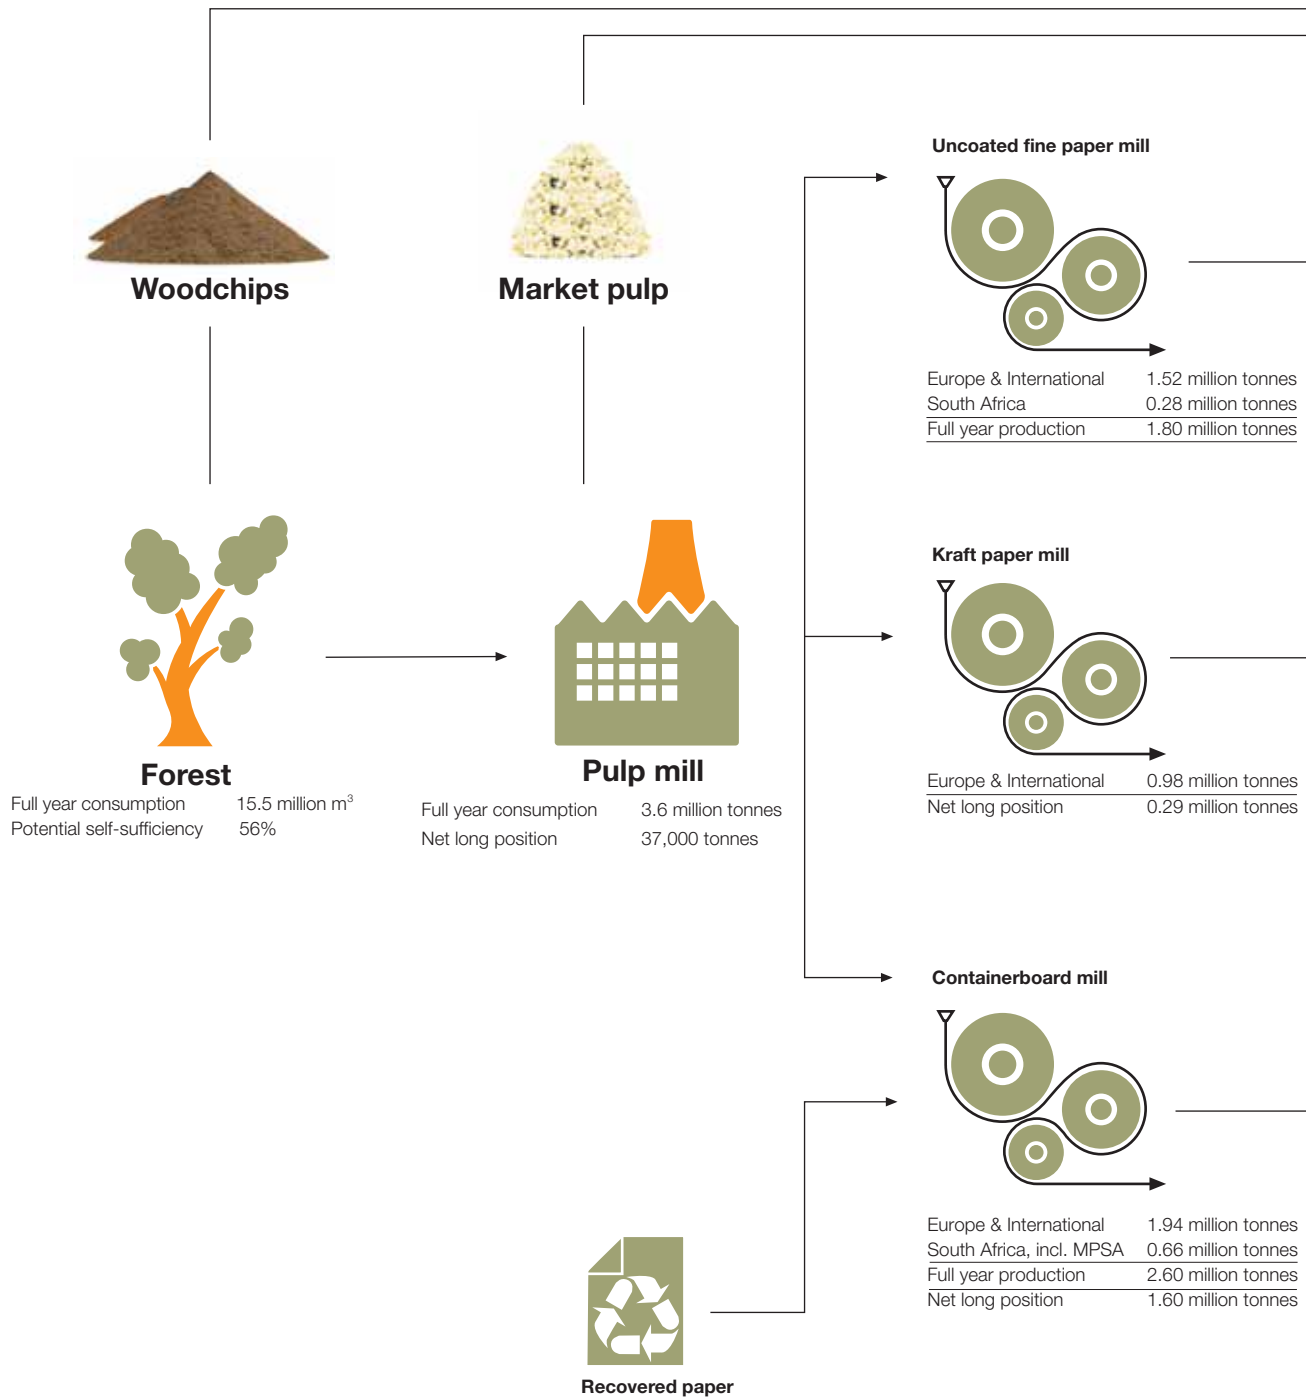 Woodchips
Market pulp
Forest
Full year consumption 15.5 million m³
Potential self-sufficiency 56%
Pulp mill
Full year consumption 3.6 million tonnes
Net long position 37,000 tonnes
Recovered paper
Uncoated fine paper mill
Europe & International 1.52 million tonnes
South Africa 0.28 million tonnes
Full year production 1.80 million tonnes
Kraft paper mill
Europe & International 0.98 million tonnes
Net long position 0.29 million tonnes
Containerboard mill
Europe & International 1.94 million tonnes
South Africa, incl. MPSA 0.66 million tonnes
Full year production 2.60 million tonnes
Net long position 1.60 million tonnes